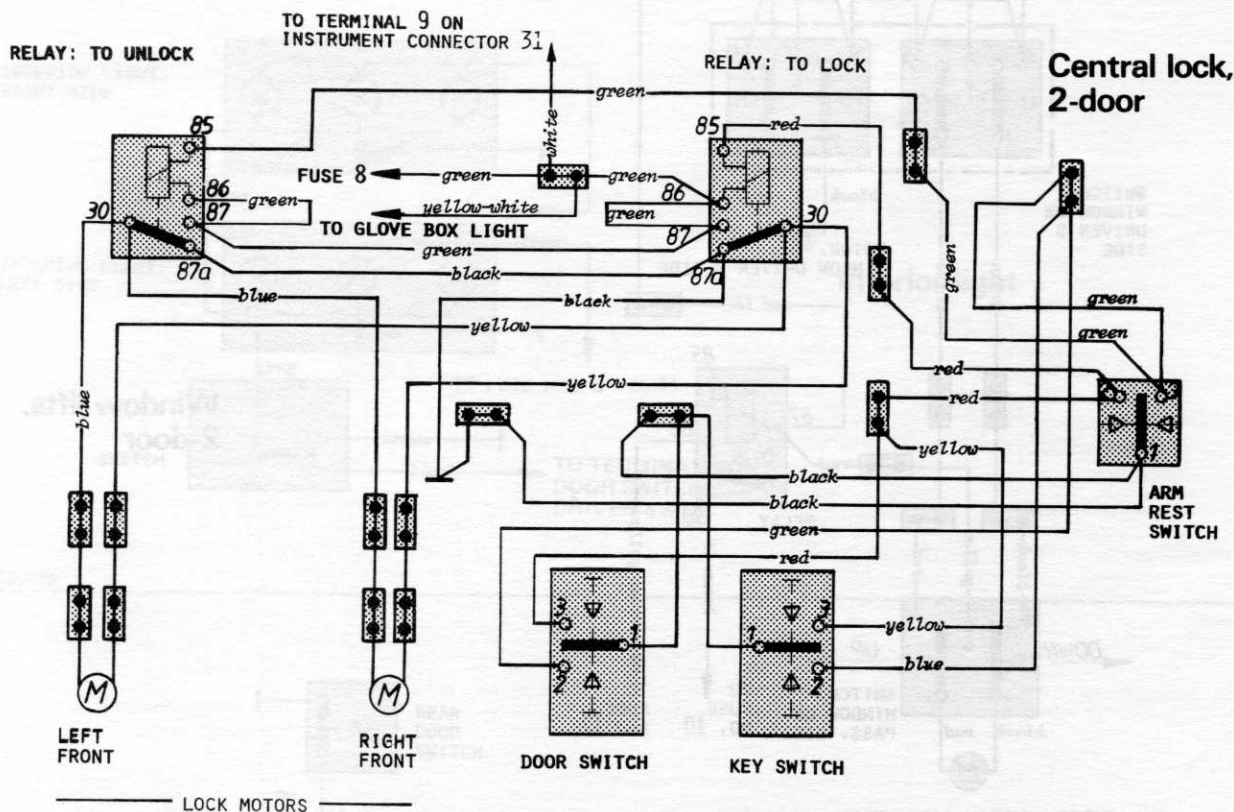 TO TERMINAL 9 ON
INSTRUMENT CONNECTOR 31
RELAY: TO UNLOCK
RELAY: TO LOCK
Central lock,
2-door
green
85
85
red
white
FUSE 8
green
green
86
86
30
green
yellow-white
30
87
green
87
TO GLOVE BOX LIGHT
green
87a
black
87a
green
blue
black
green
yellow
green
yellow
red
blue
red
3
2
yellow
1
black
black
ARM
REST
SWITCH
green
red
3
3
1
1
yellow
2
2
blue
M
M
LEFT
FRONT
RIGHT
FRONT
DOOR SWITCH
KEY SWITCH
LOCK MOTORS